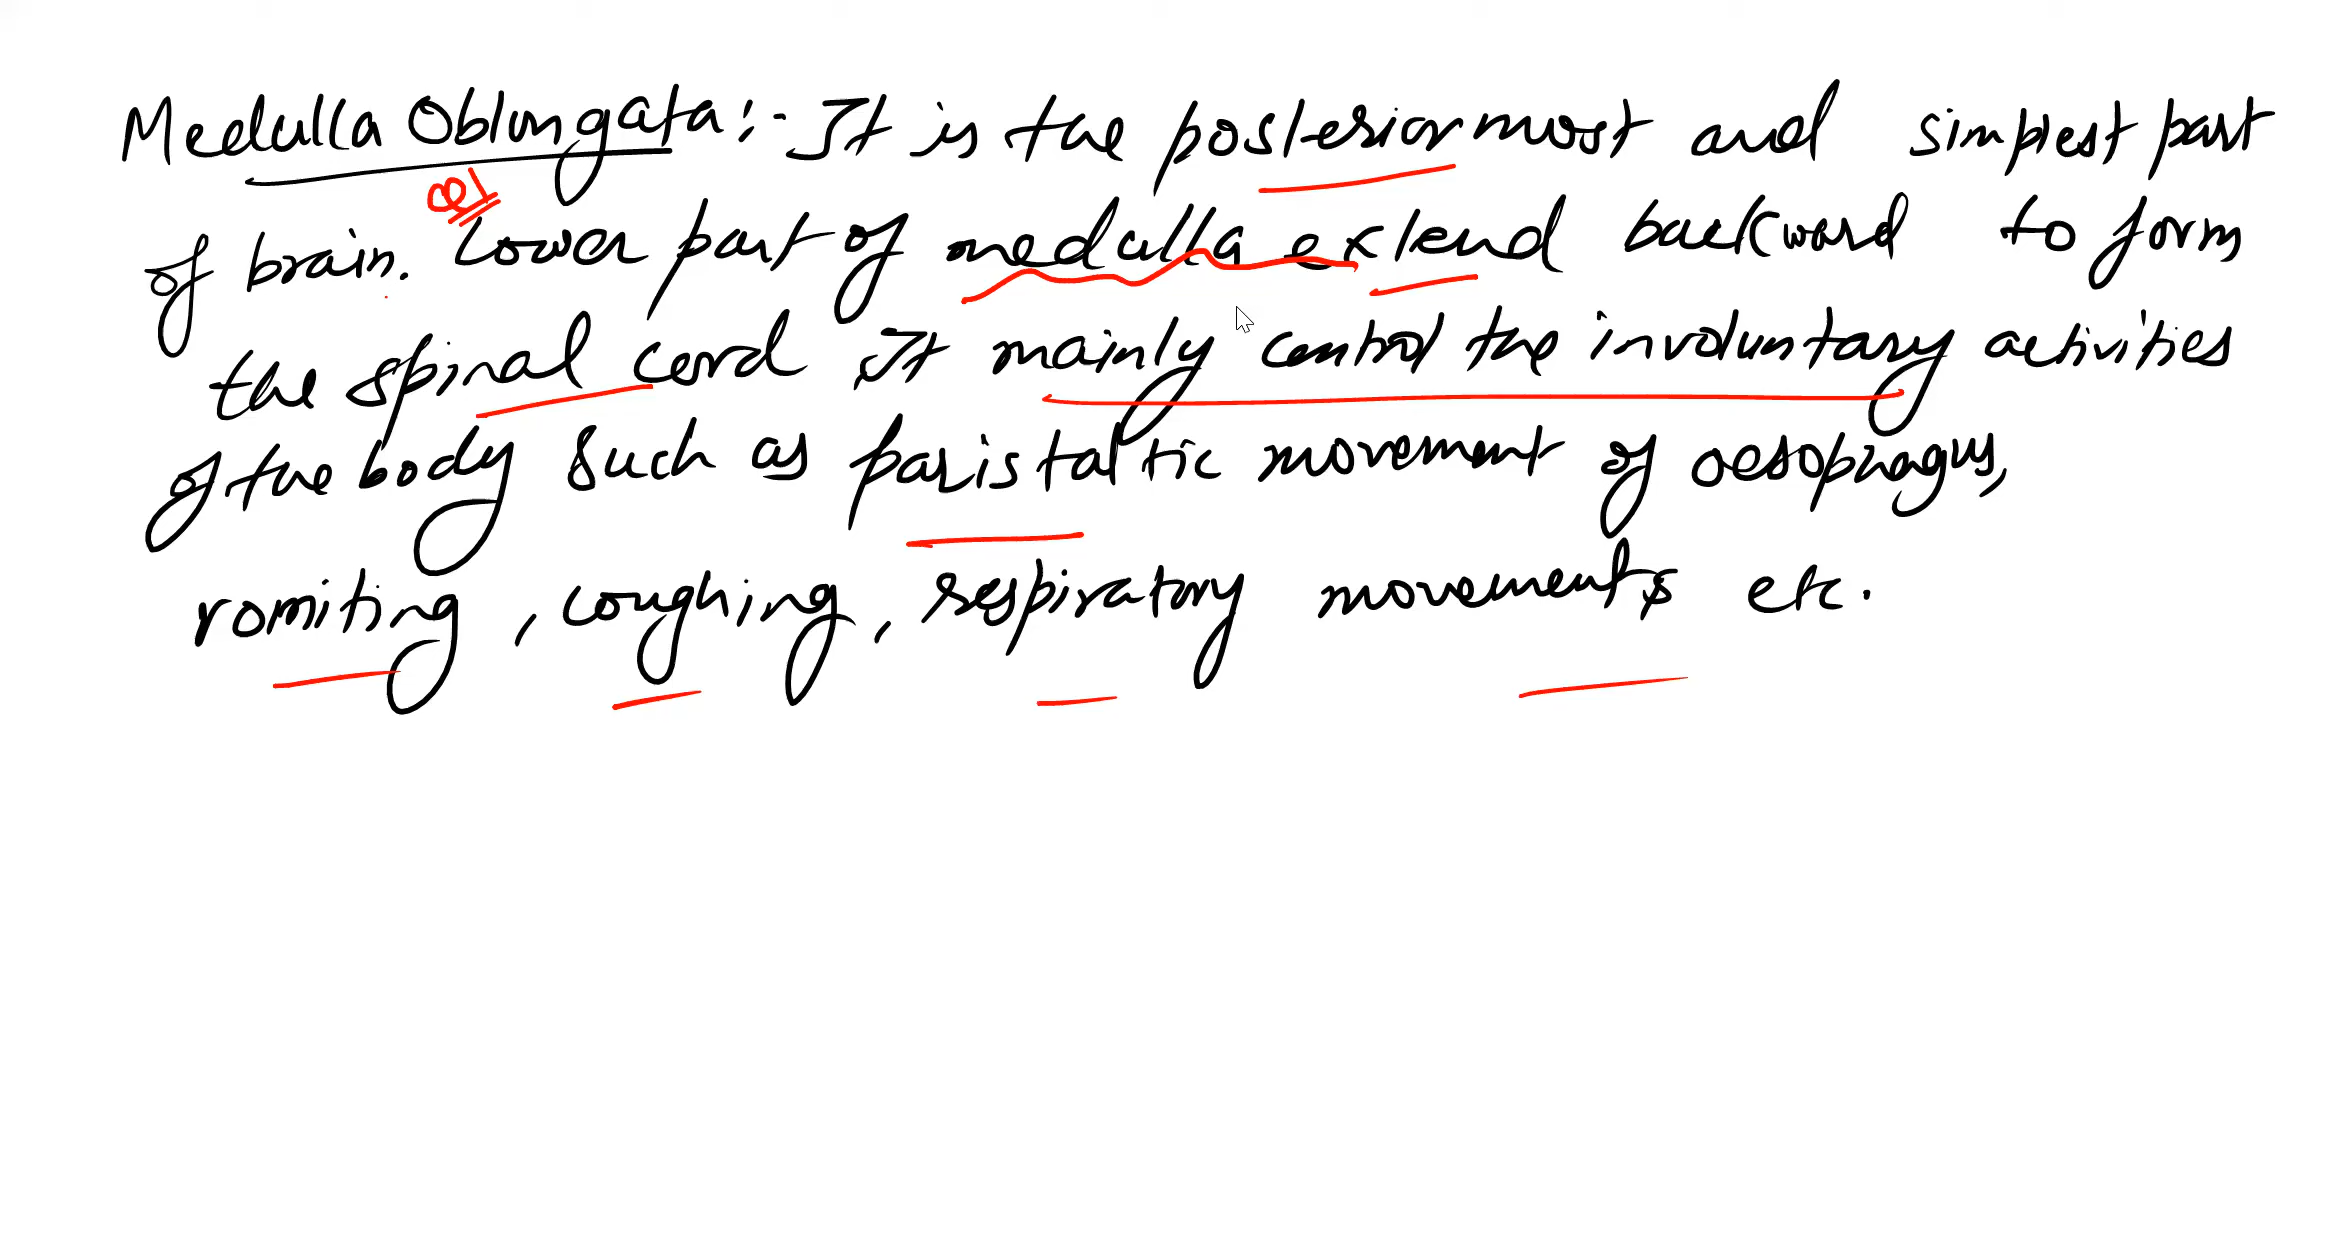 Medulla Oblongata:- It is the posteriormost and simplest part
of brain. Lower part of medulla extend backward to form
the spinal cord. It mainly control the involuntary activities
of the body such as paristaltic movement of oesophagus,
vomiting, coughing, respiratory movements etc.